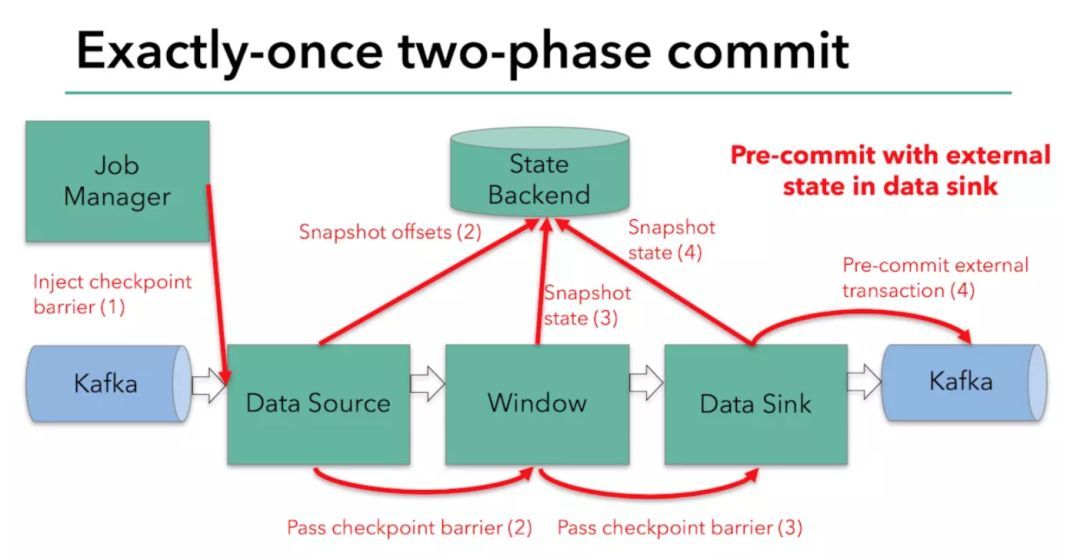 Exactly-once two-phase commit
Job
Manager
State
Backend
Pre-commit with external
state in data sink
Snapshot offsets (2)
Snapshot
state (4)
Inject checkpoint
barrier (1)
Snapshot
state (3)
Pre-commit external
transaction (4)
Kafka
Data Source
Window
Data Sink
Kafka
Pass checkpoint barrier (2)
Pass checkpoint barrier (3)